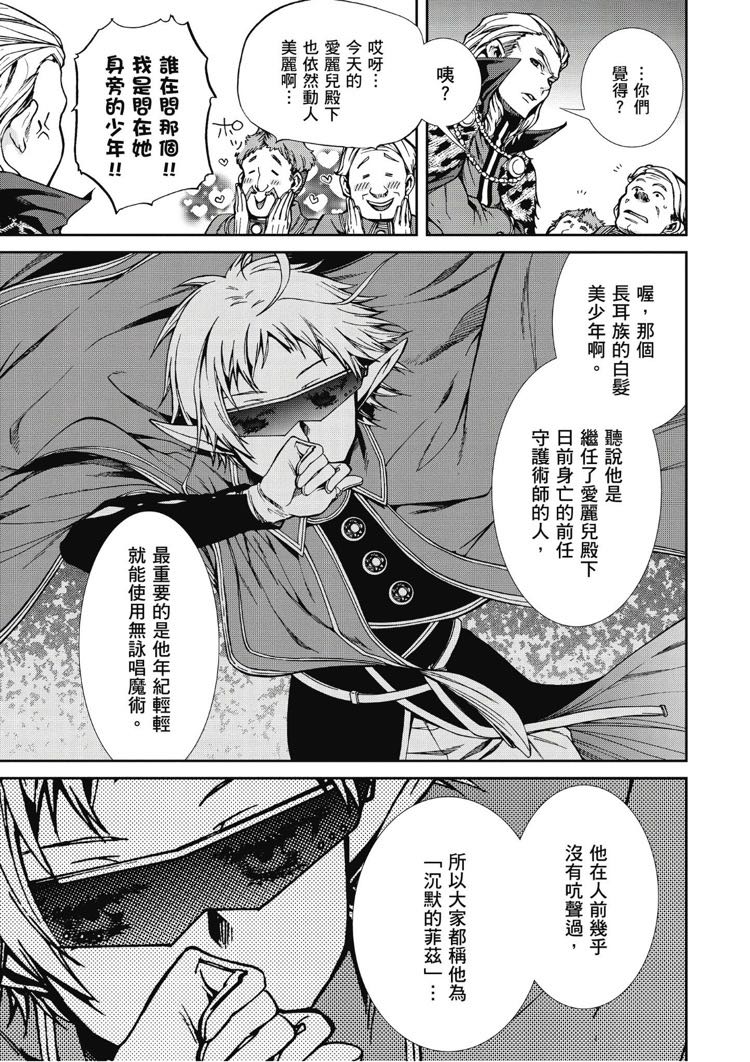 …你們
覺得？
咦？
哎呀…
今天的
愛麗兒殿下
也依然動人
美麗啊…
ポッ
誰在問那個!!
我是問在她
身旁的少年!!
喔，那個
長耳族的白髮
美少年啊。
聽說他是
繼任了愛麗兒殿下
日前身亡的前任
守護術師的人，
最重要的是他年紀輕輕
就能使用無詠唱魔術。
他在人前幾乎
沒有吭聲過，
所以大家都稱他為
「沉默的菲茲」…